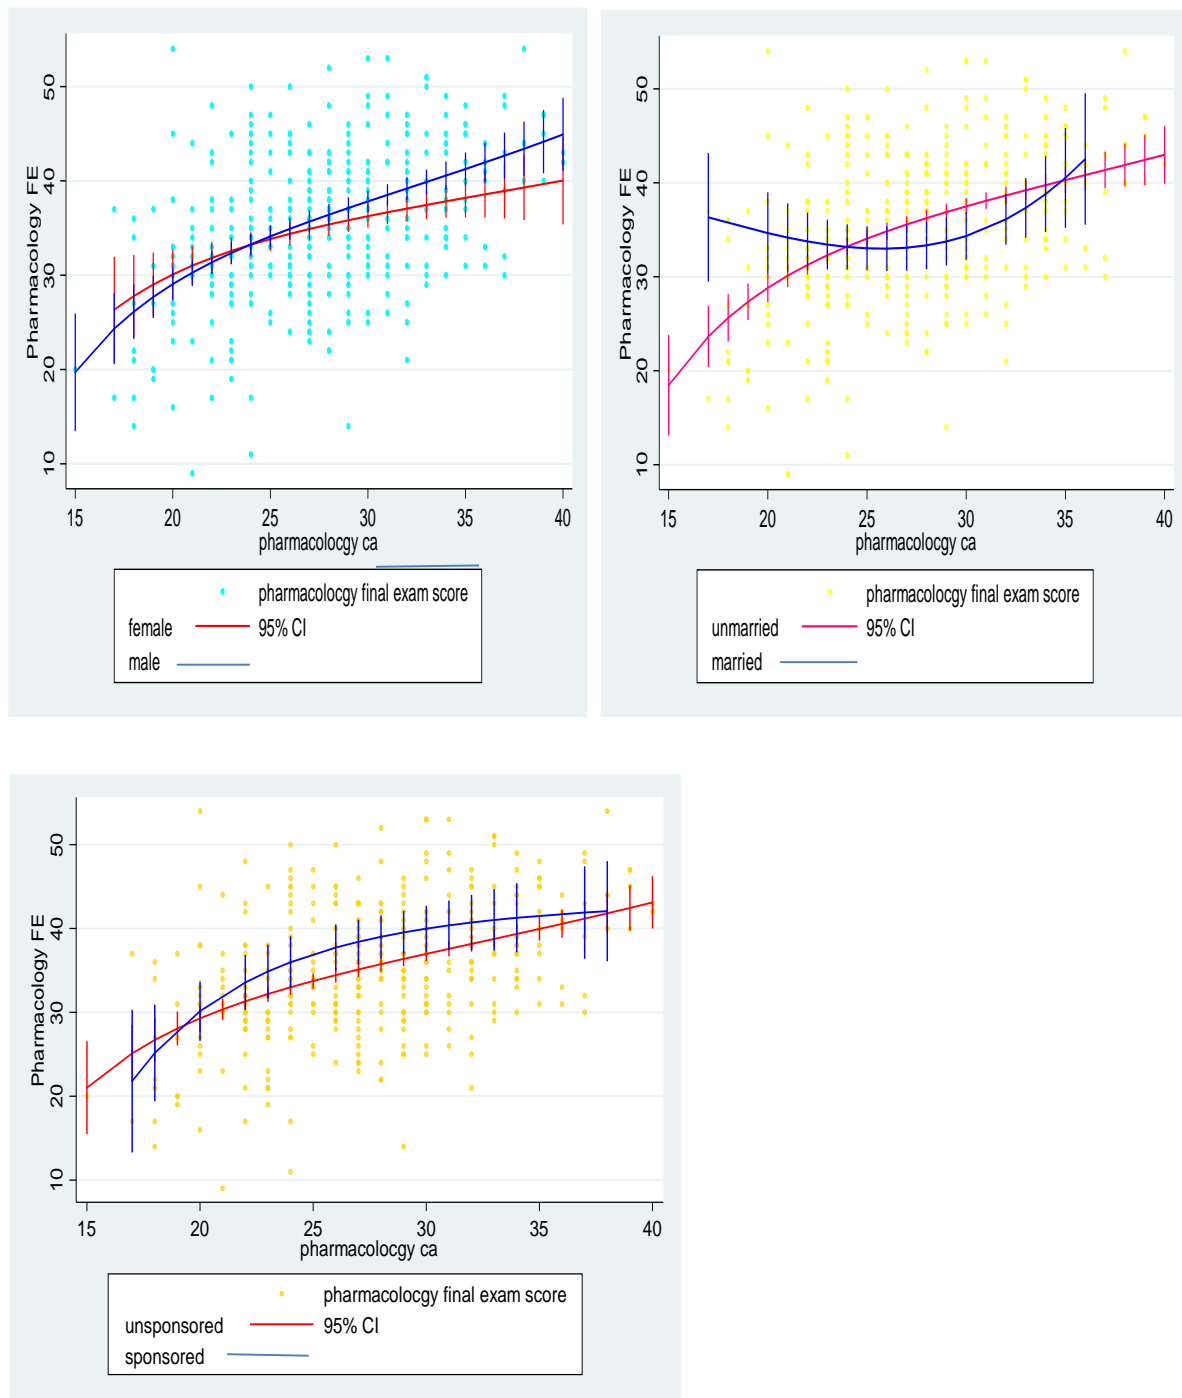 Pharmacology FE
50
40
30
20
10
15 20 25 30 35 40
pharmacolocgy ca
pharmacolocgy final exam score
female 95% CI
male
Pharmacology FE
50
40
30
20
10
15 20 25 30 35 40
pharmacolocgy ca
pharmacolocgy final exam score
unmarried 95% CI
married
Pharmacology FE
50
40
30
20
10
15 20 25 30 35 40
pharmacolocgy ca
pharmacolocgy final exam score
unsponsored 95% CI
sponsored